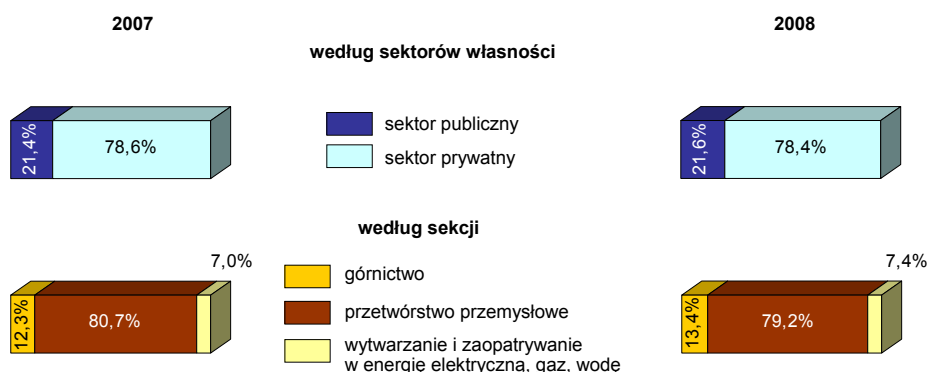 2007
2008
według sektorów własności
21,4%
78,6%
sektor publiczny
sektor prywatny
21,6%
78,4%
według sekcji
7,0%
12,3%
80,7%
górnictwo
przetwórstwo przemysłowe
wytwarzanie i zaopatrywanie
w energie elektryczna, gaz, wodę
7,4%
13,4%
79,2%